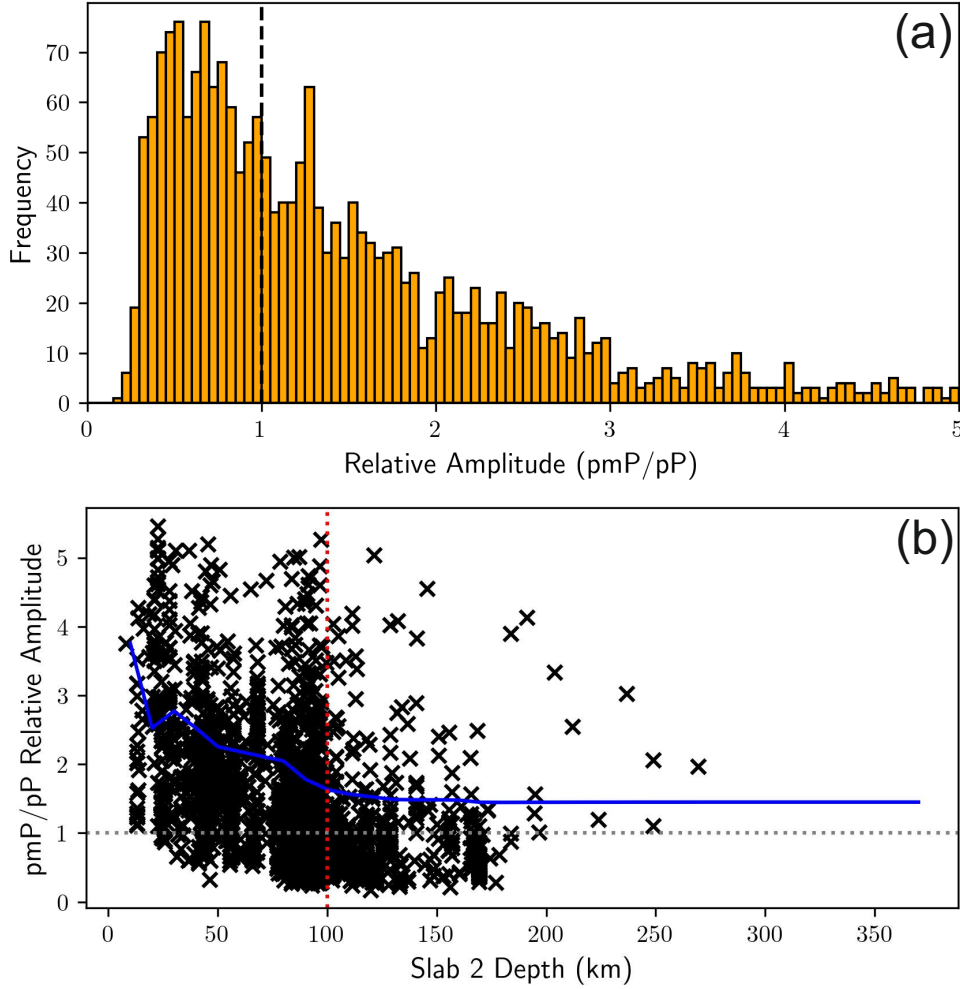 (a)
Frequency
70
60
50
40
30
20
10
0
0 1 2 3 4 5
Relative Amplitude (pmP/pP)
(b)
pmP/pP Relative Amplitude
5
4
3
2
1
0
0 50 100 150 200 250 300 350
Slab 2 Depth (km)